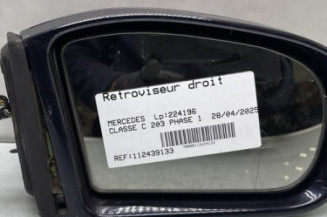 Retroviseur droit
MERCEDES Lp:224196
CLASSE C 203 PHASE 1 28/04/2025
REF:112439133